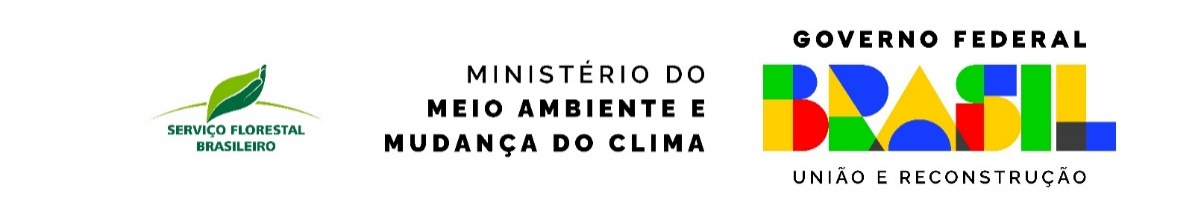 SERVIÇO FLORESTAL
BRASILEIRO
MINISTÉRIO DO
MEIO AMBIENTE E
MUDANÇA DO CLIMA
GOVERNO FEDERAL
BRASIL
UNIÃO E RECONSTRUÇÃO